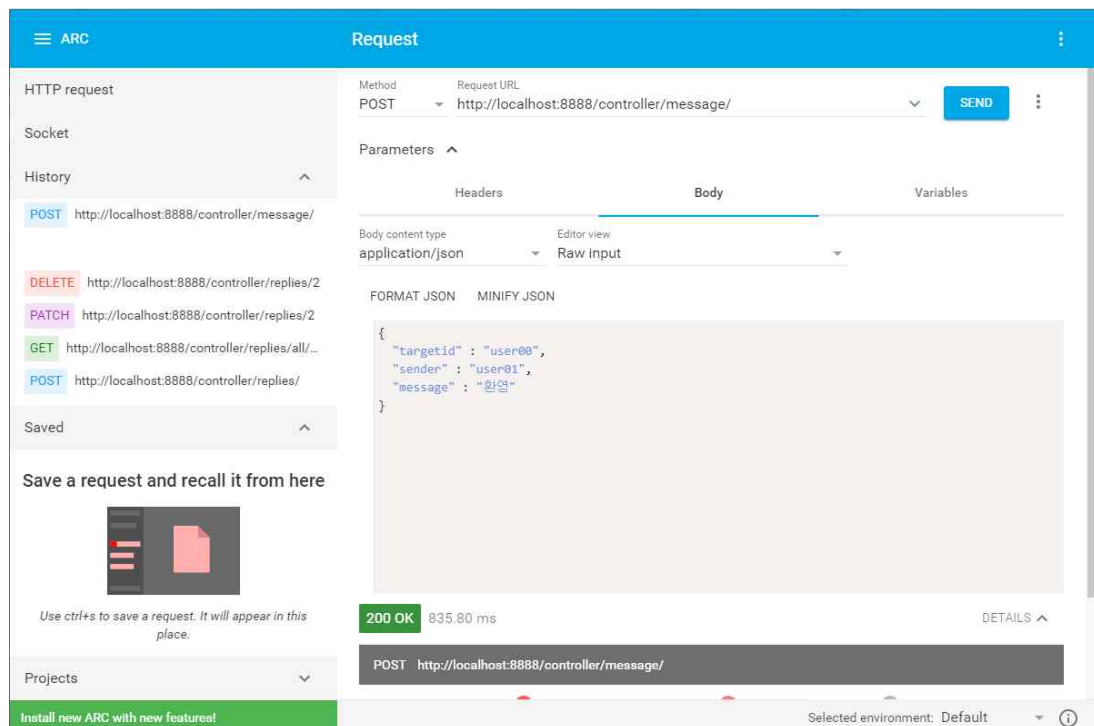 ARC
Request
HTTP request
Socket
History
POST http://localhost:8888/controller/message/
DELETE http://localhost:8888/controller/replies/2
PATCH http://localhost:8888/controller/replies/2
GET http://localhost:8888/controller/replies/all/...
POST http://localhost:8888/controller/replies/
Saved
Save a request and recall it from here
Use ctrl+s to save a request. It will appear in this
place.
Projects
Install new ARC with new features!
Method Request URL
POST http://localhost:8888/controller/message/ SEND
Parameters
Headers Body Variables
Body content type Editor view
application/json Raw input
FORMAT JSON MINIFY JSON
{
"targetid" : "user00",
"sender" : "user01",
"message" : "환영"
}
200 OK 835.80 ms DETAILS
POST http://localhost:8888/controller/message/
Selected environment: Default